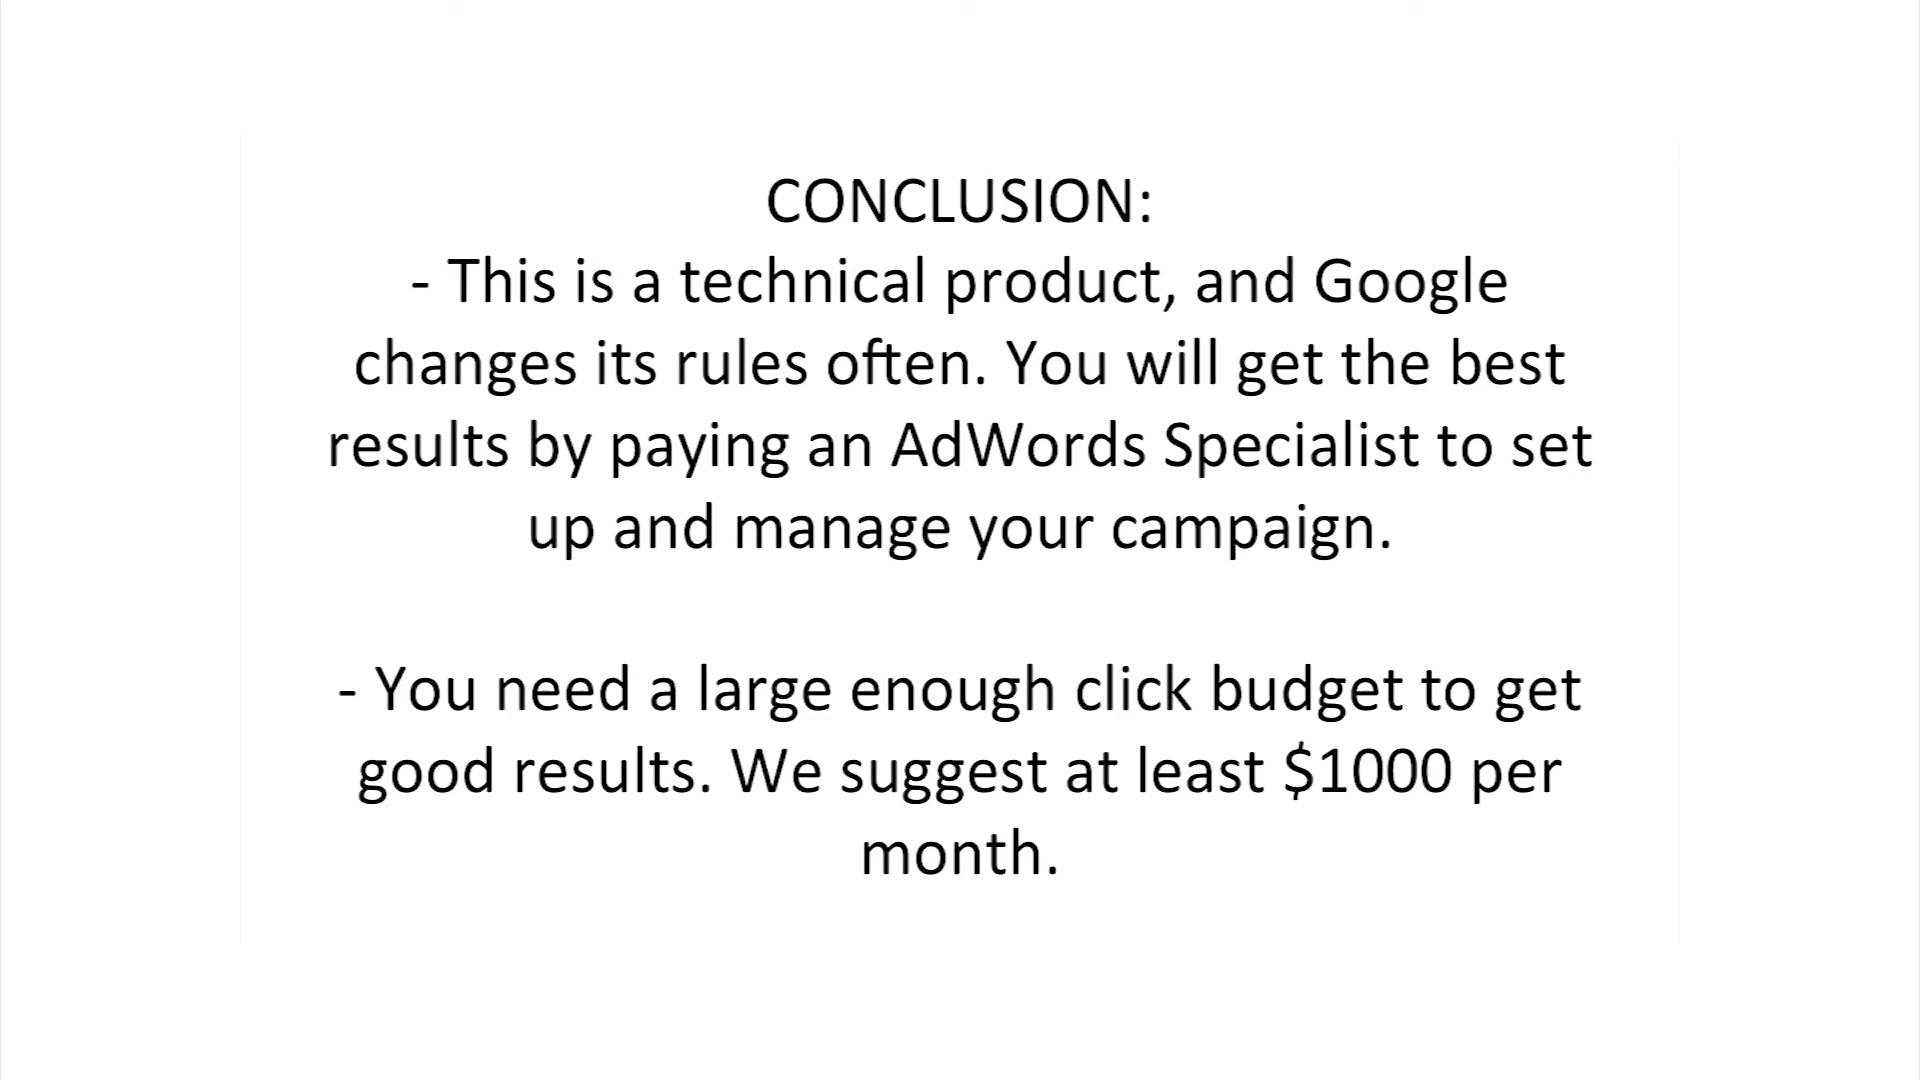 CONCLUSION:
- This is a technical product, and Google
changes its rules often. You will get the best
results by paying an AdWords Specialist to set
up and manage your campaign.
- You need a large enough click budget to get
good results. We suggest at least $1000 per
month.